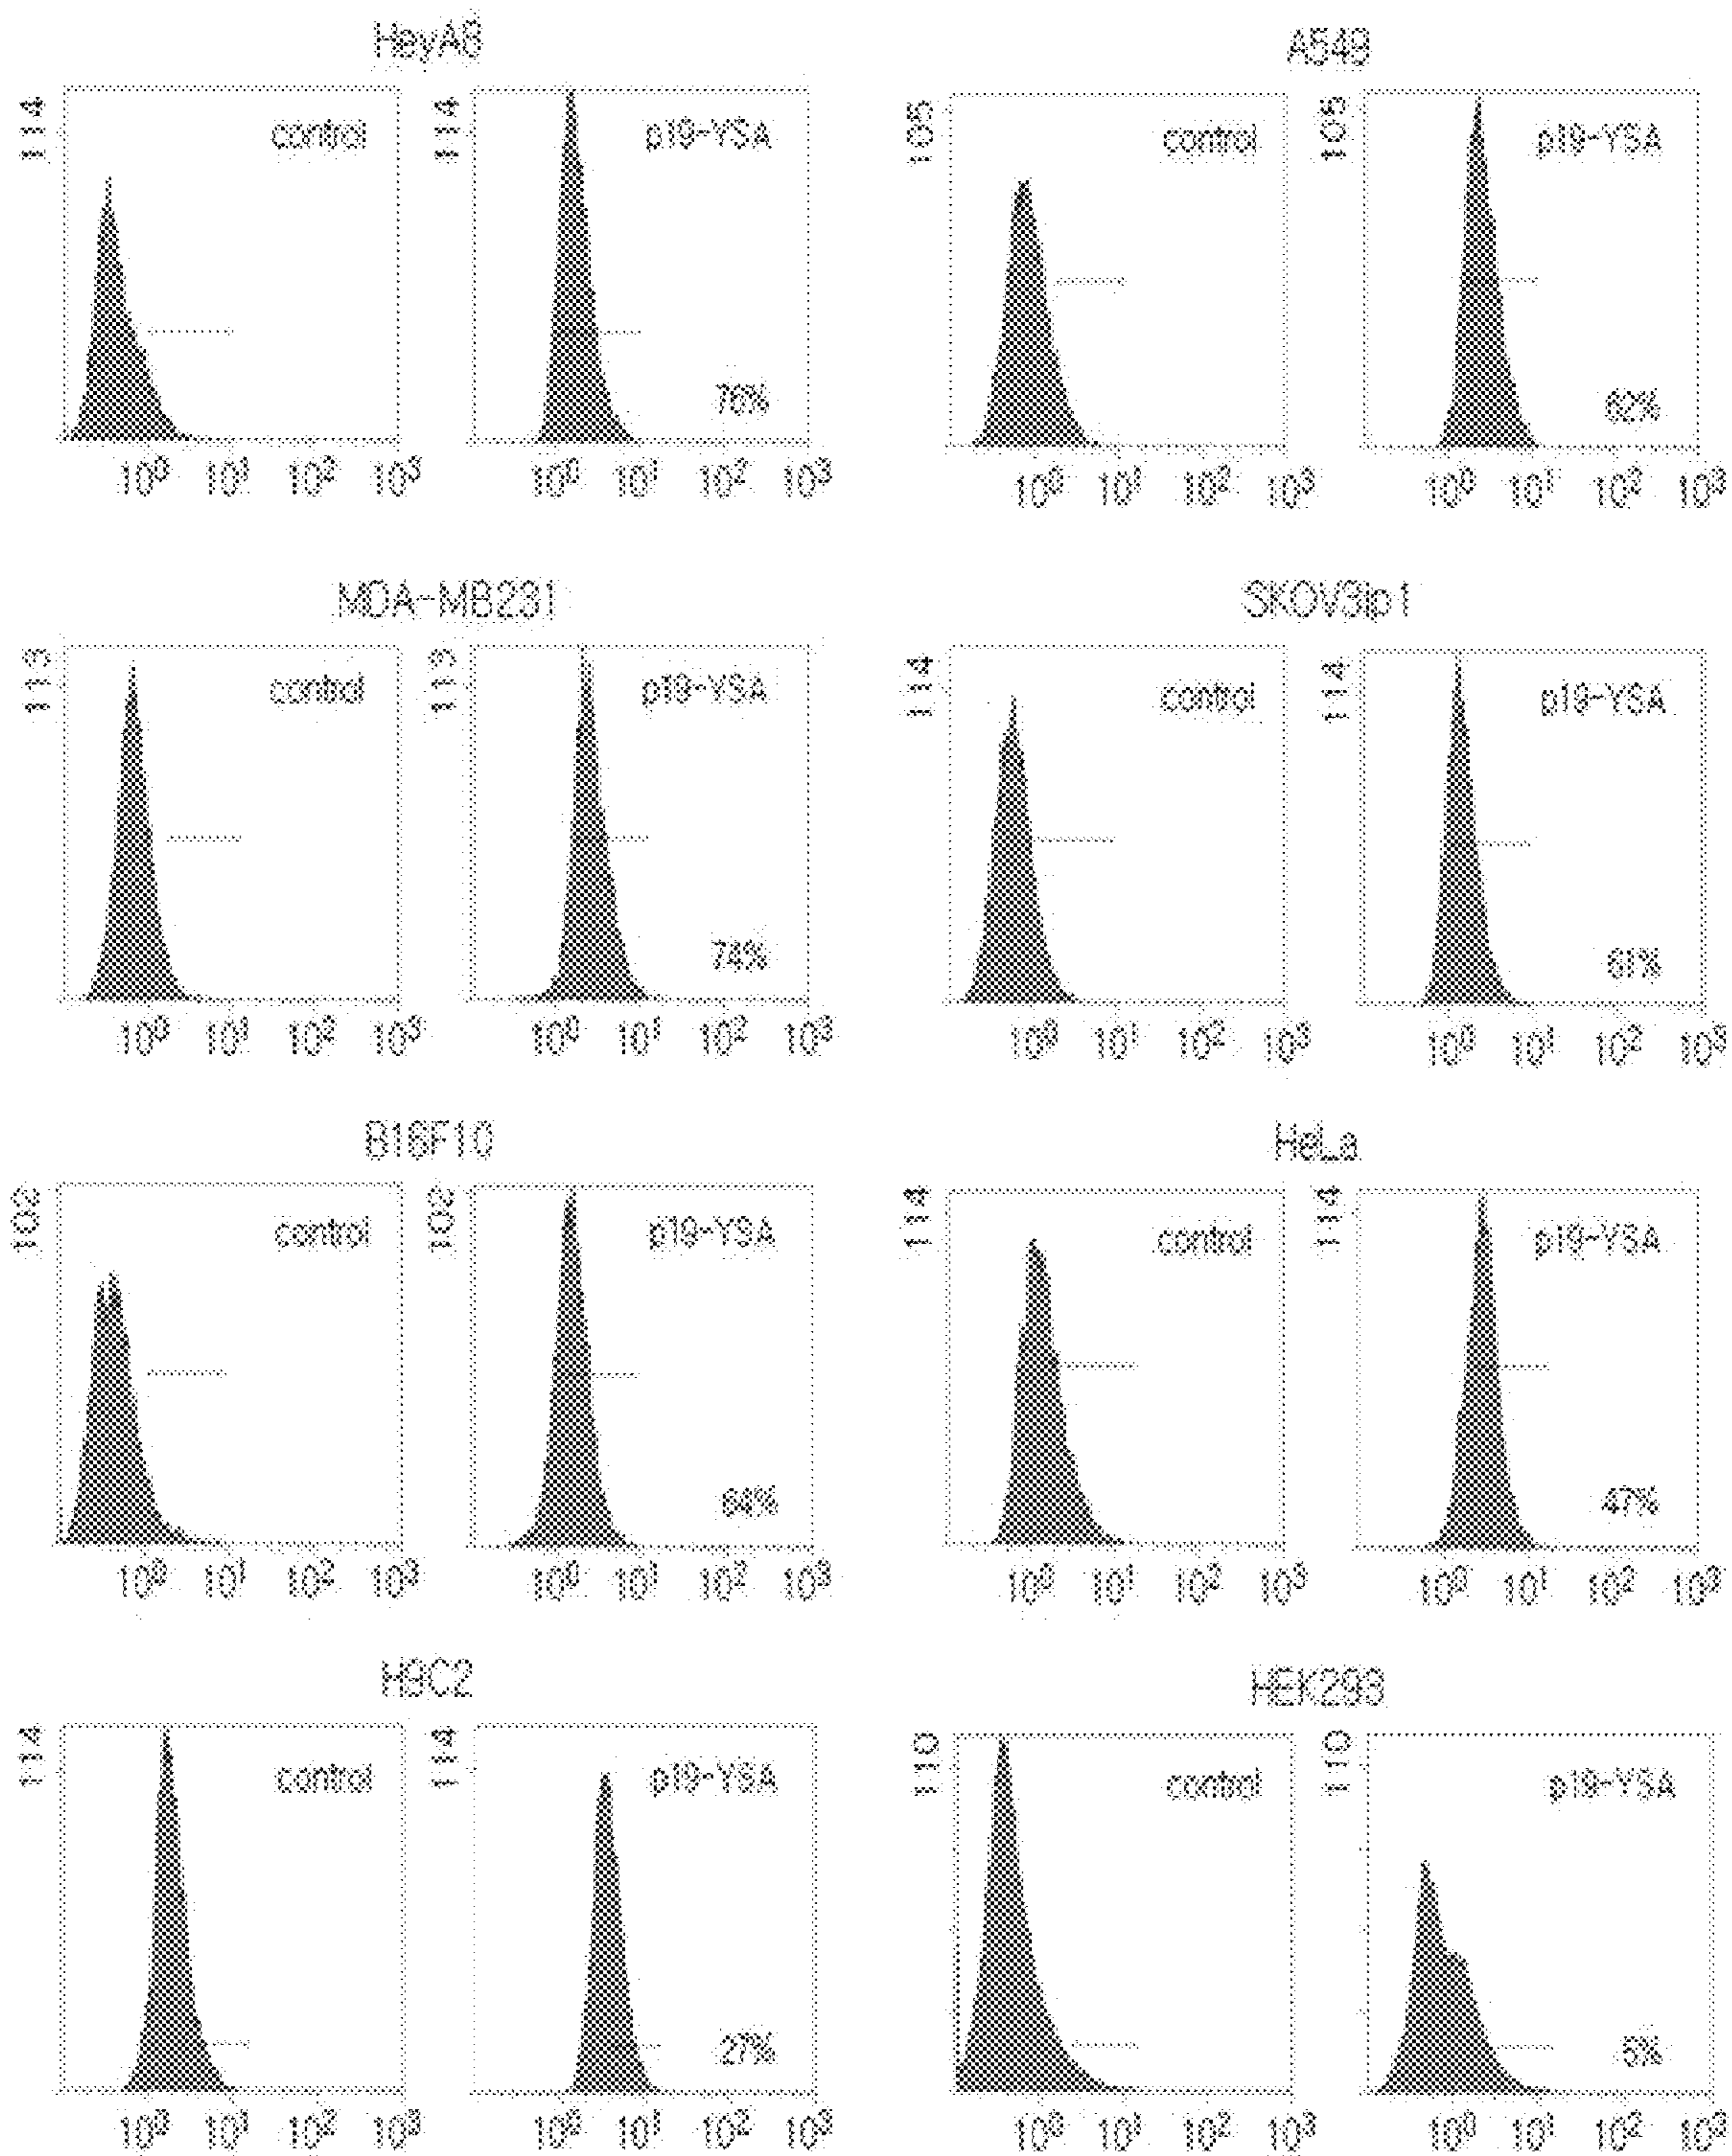 HeyA8
114
control
10⁰ 10¹ 10² 10³
114
p19-YSA
76%
10⁰ 10¹ 10² 10³
A549
105
control
10⁰ 10¹ 10² 10³
105
p19-YSA
62%
10⁰ 10¹ 10² 10³
MDA-MB231
113
control
10⁰ 10¹ 10² 10³
113
p19-YSA
74%
10⁰ 10¹ 10² 10³
SKOV3ip1
114
control
10⁰ 10¹ 10² 10³
114
p19-YSA
61%
10⁰ 10¹ 10² 10³
B16F10
102
control
10⁰ 10¹ 10² 10³
102
p19-YSA
64%
10⁰ 10¹ 10² 10³
HeLa
114
control
10⁰ 10¹ 10² 10³
114
p19-YSA
47%
10⁰ 10¹ 10² 10³
H9C2
114
control
10⁰ 10¹ 10² 10³
114
p19-YSA
27%
10⁰ 10¹ 10² 10³
HEK293
110
control
10⁰ 10¹ 10² 10³
110
p19-YSA
5%
10⁰ 10¹ 10² 10³